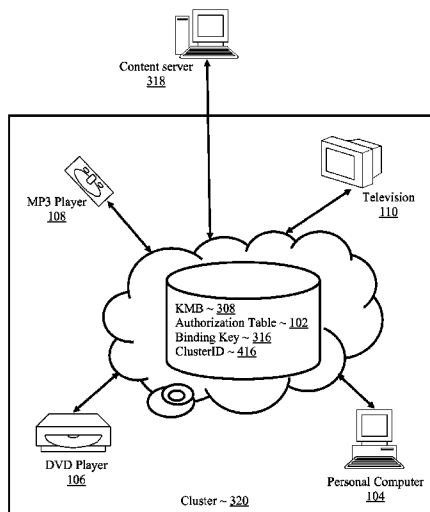 Content server
318
MP3 Player
108
Television
110
KMB ~ 308
Authorization Table ~ 102
Binding Key ~ 316
ClusterID ~ 416
DVD Player
106
Personal Computer
104
Cluster ~ 320